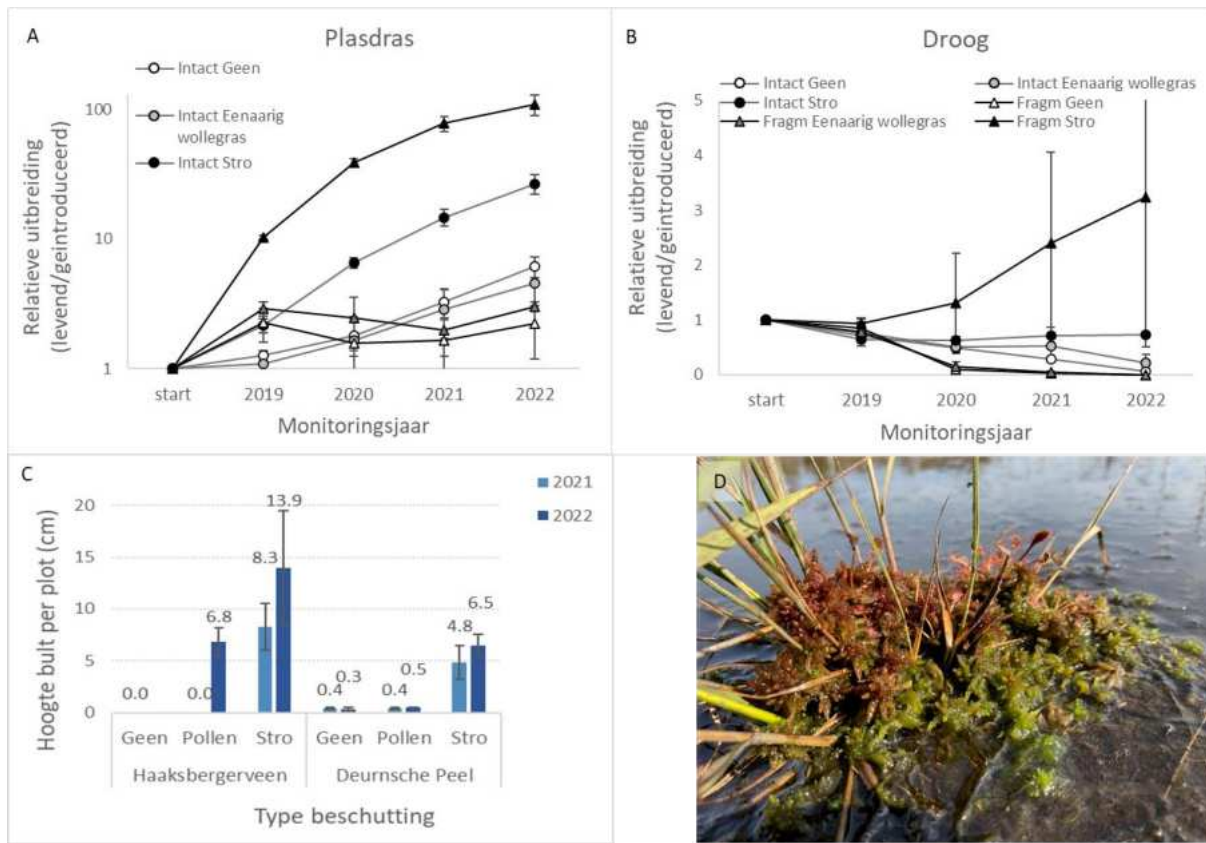 A
Plasdras
Intact Geen
Intact Eenaarig
wollegras
Intact Stro
100
10
1
start
2019
2020
2021
2022
Relatieve uitbreiding
(levend/geintroduceerd)
Monitoringsjaar
B
Droog
Intact Geen
Intact Eenaarig wollegras
Intact Stro
Fragm Geen
Fragm Eenaarig wollegras
Fragm Stro
5
4
3
2
1
0
start
2019
2020
2021
2022
Relatieve uitbreiding
(levend/geintroduceerd)
Monitoringsjaar
C
2021
2022
20
15
10
5
0
Hoogte bult per plot (cm)
0.0
0.0
6.8
8.3
13.9
0.4
0.3
0.4
0.5
4.8
6.5
Geen
Pollen
Stro
Geen
Pollen
Stro
Haaksbergerveen
Deurnsche Peel
Type beschutting
D